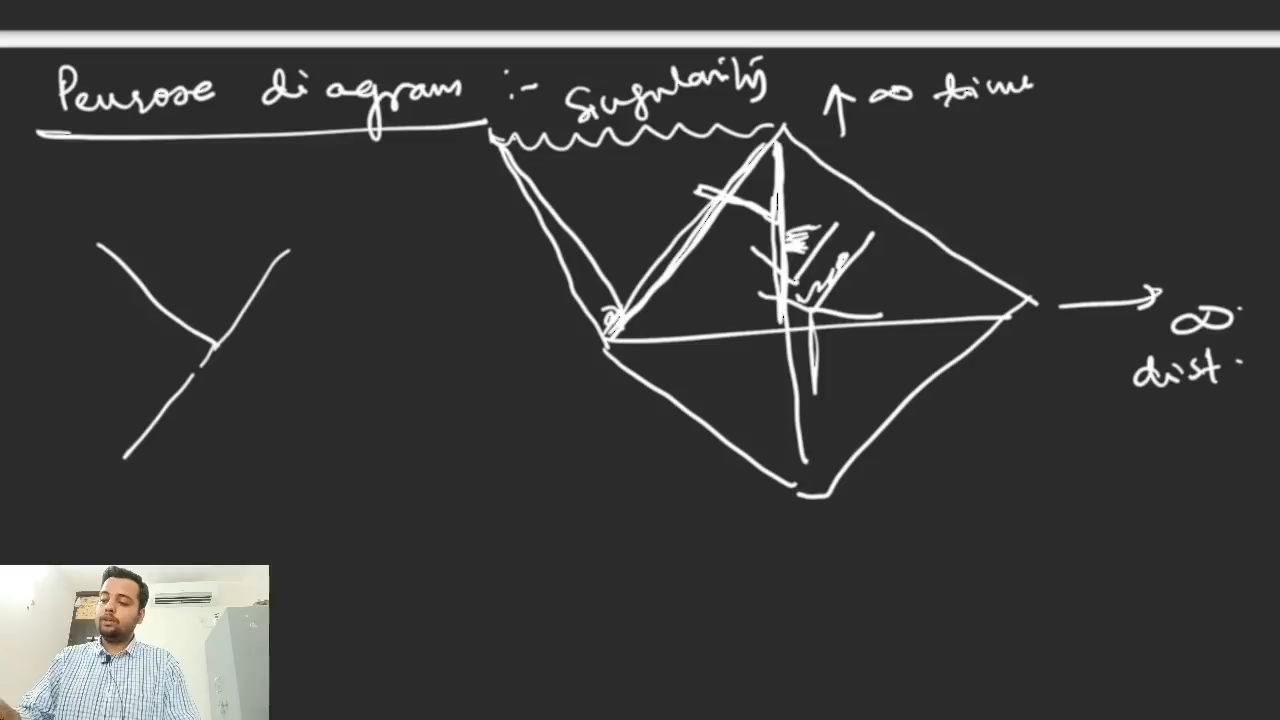 Penrose diagram :-
Singularity
↑ ∞ time
→ ∞
dist.